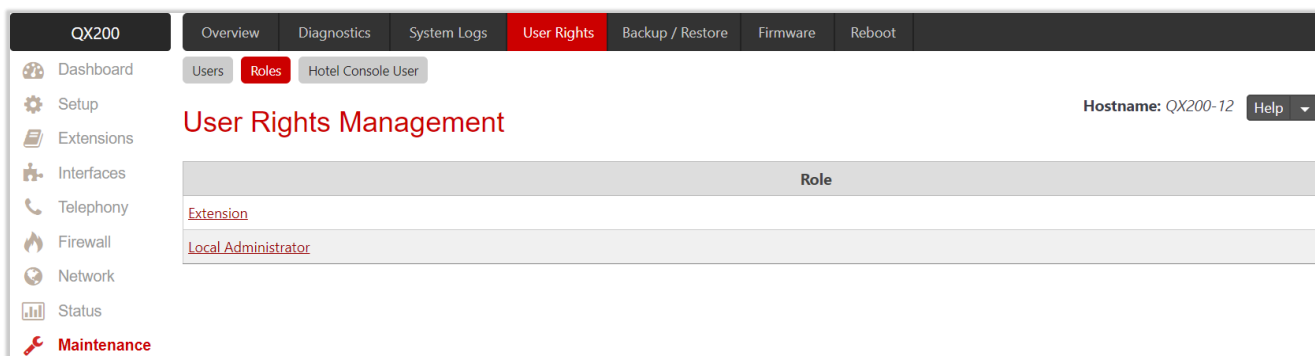 QX200
Overview Diagnostics System Logs User Rights Backup / Restore Firmware Reboot
Dashboard
Setup
Extensions
Interfaces
Telephony
Firewall
Network
Status
Maintenance
Users Roles Hotel Console User
Hostname: QX200-12 Help
User Rights Management
Role
Extension
Local Administrator